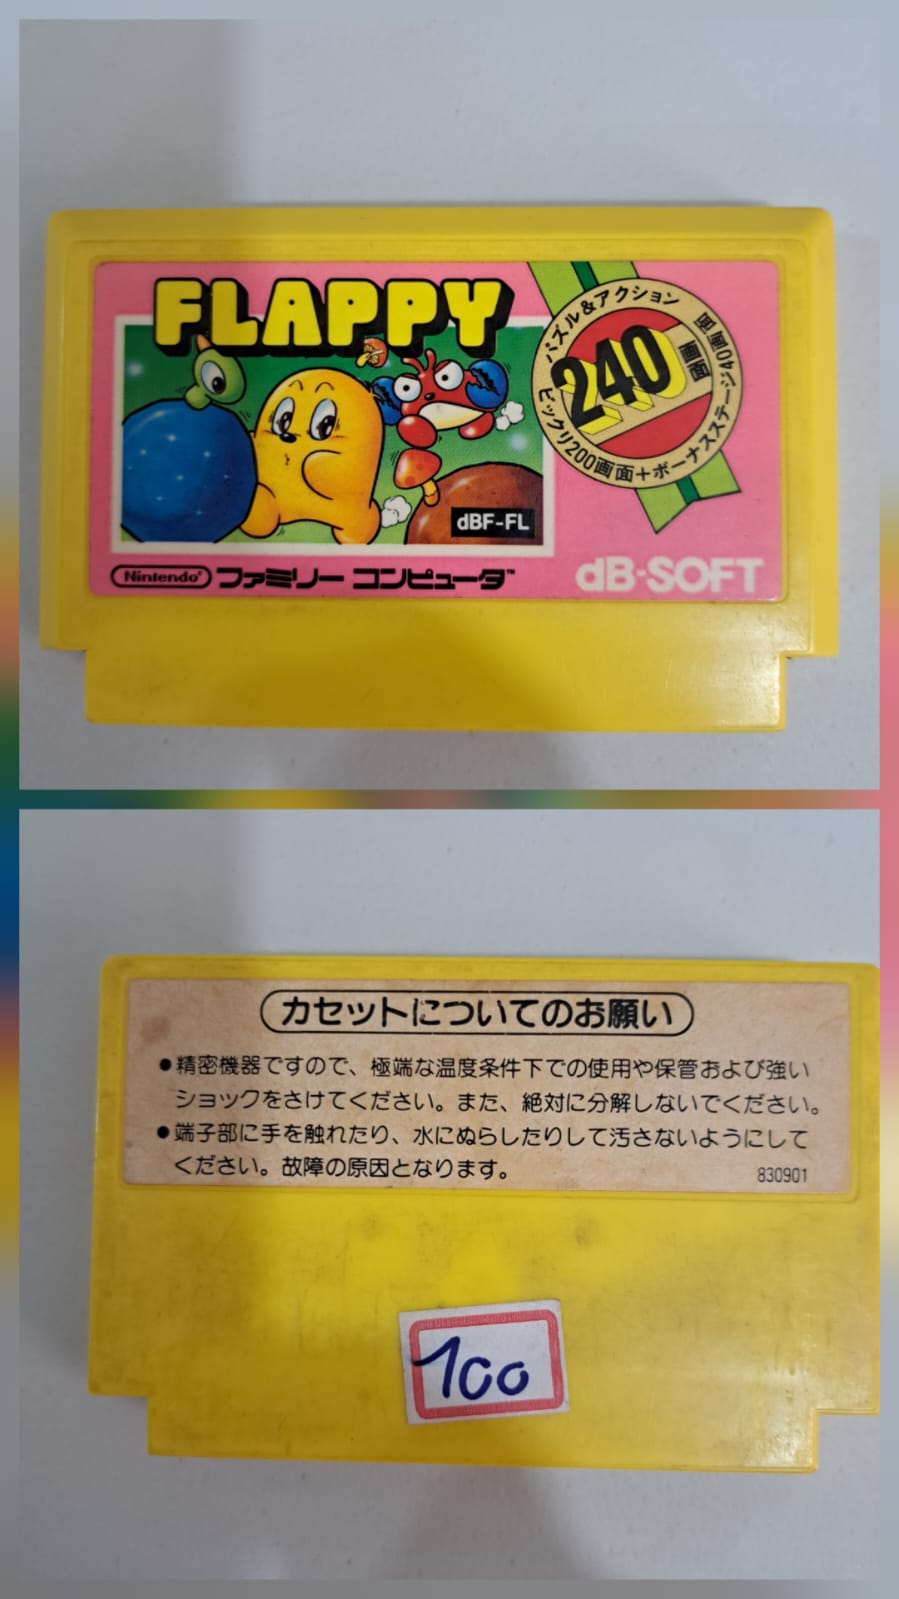 FLAPPY
パズル&アクション
240
画面
ビックリ200画面+ボーナスステージ40画面
dBF-FL
Nintendo® ファミリー コンピュータ™
dB-SOFT
カセットについてのお願い
●精密機器ですので、極端な温度条件下での使用や保管および強い
ショックをさけてください。また、絶対に分解しないでください。
●端子部に手を触れたり、水にぬらしたりして汚さないようにして
ください。故障の原因となります。
830901
100